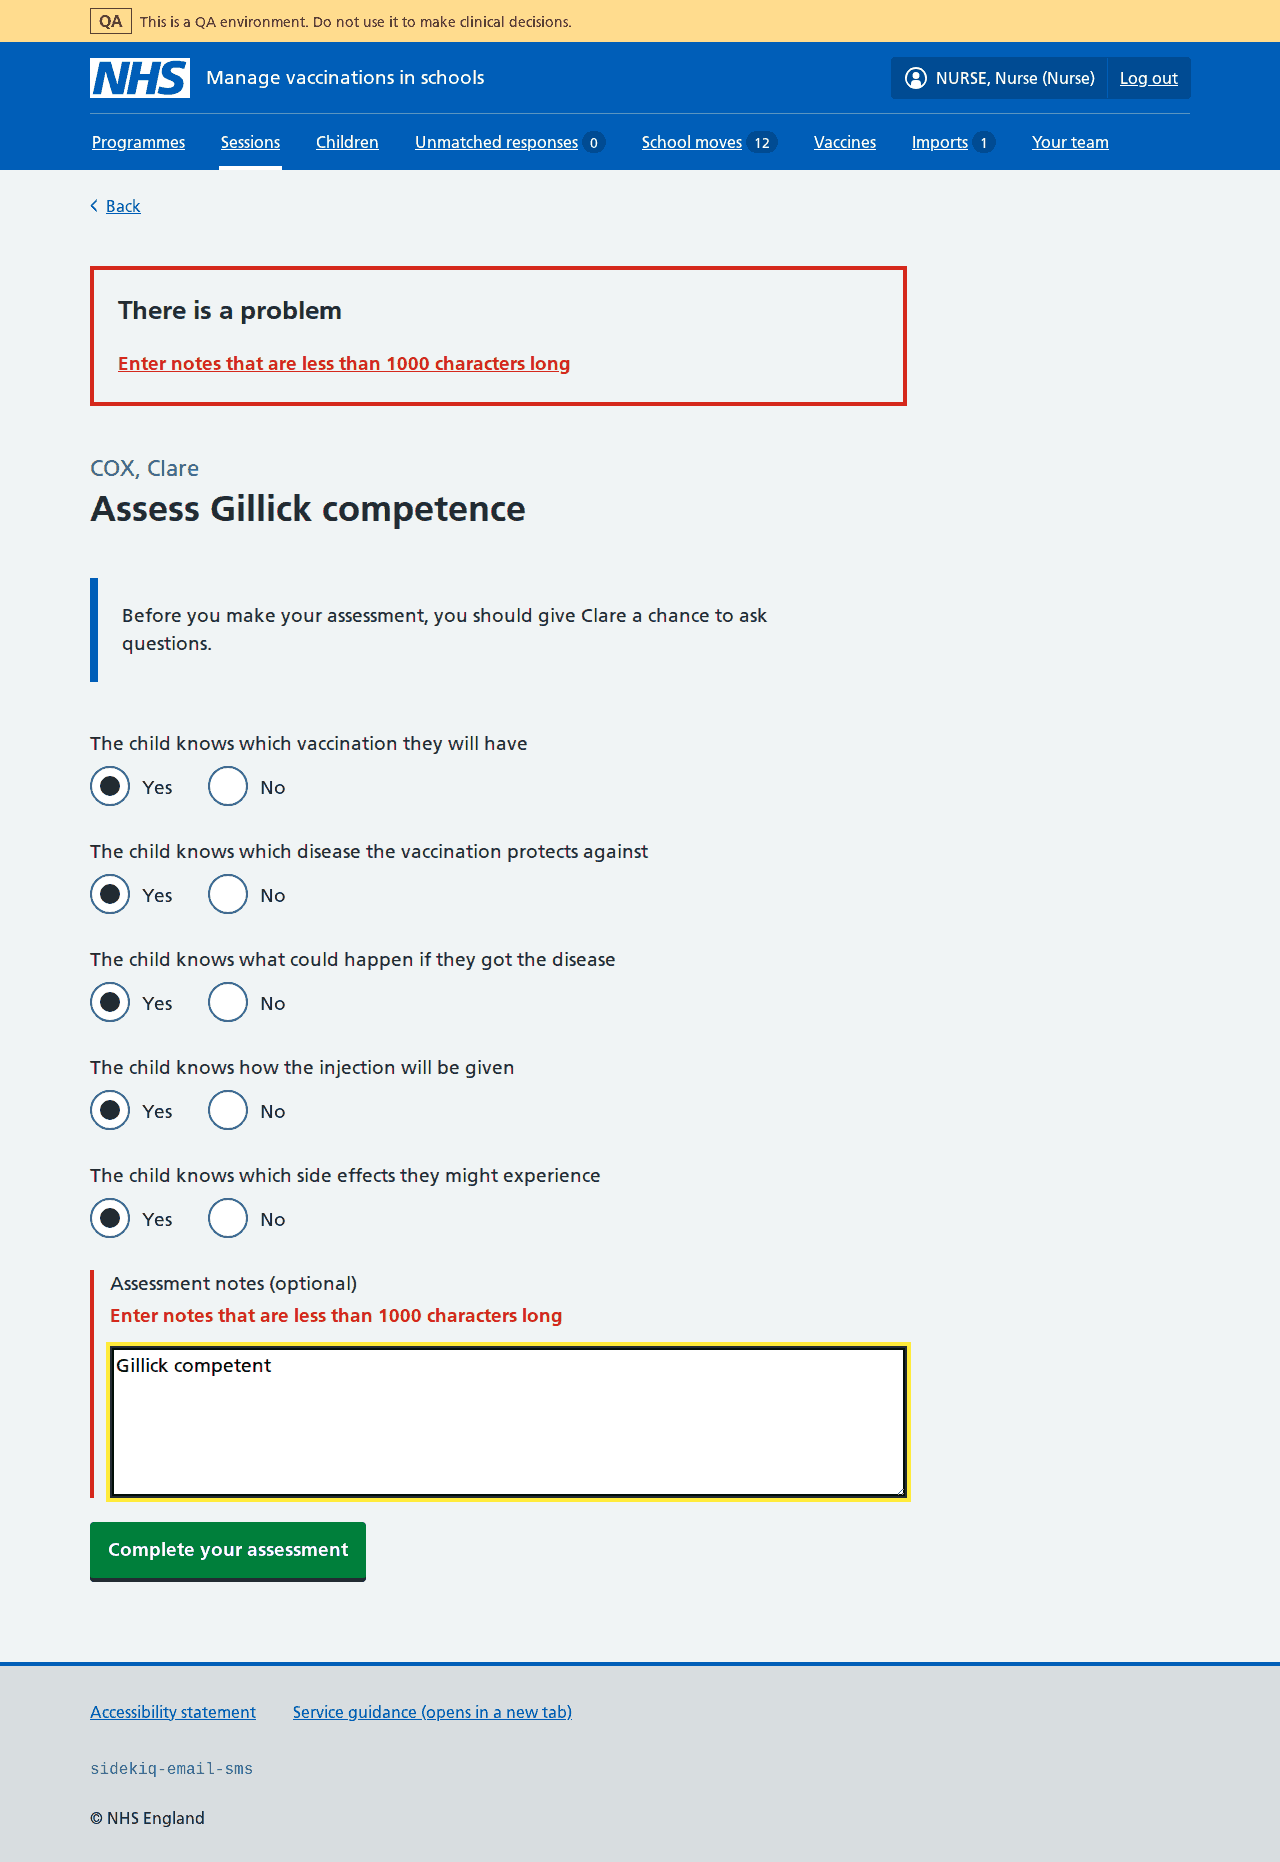 QA This is a QA environment. Do not use it to make clinical decisions.
NHS Manage vaccinations in schools
NURSE, Nurse (Nurse) Log out
Programmes Sessions Children Unmatched responses 0 School moves 12 Vaccines Imports 1 Your team
Back
There is a problem
Enter notes that are less than 1000 characters long
COX, Clare
Assess Gillick competence
Before you make your assessment, you should give Clare a chance to ask
questions.
The child knows which vaccination they will have
Yes No
The child knows which disease the vaccination protects against
Yes No
The child knows what could happen if they got the disease
Yes No
The child knows how the injection will be given
Yes No
The child knows which side effects they might experience
Yes No
Assessment notes (optional)
Enter notes that are less than 1000 characters long
Gillick competent
Complete your assessment
Accessibility statement Service guidance (opens in a new tab)
sidekiq-email-sms
© NHS England